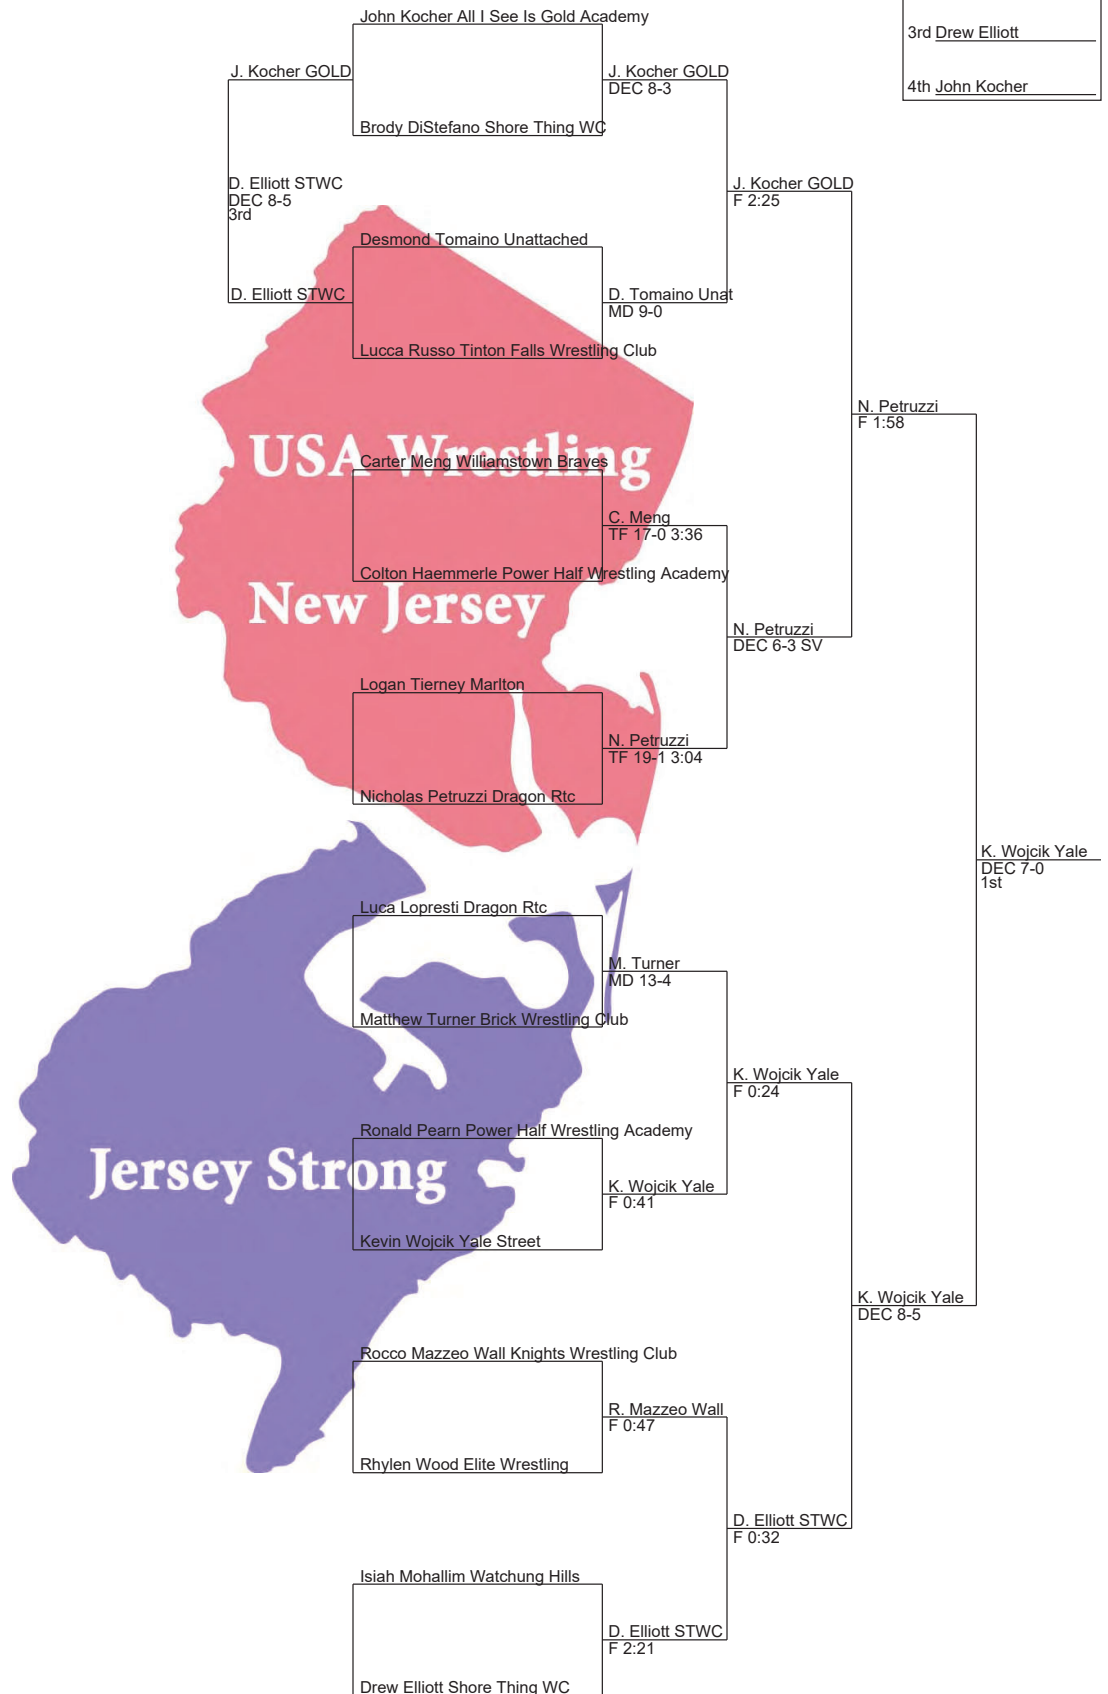 John Kocher All I See Is Gold Academy
3rd Drew Elliott
J. Kocher GOLD
J. Kocher GOLD
DEC 8-3
4th John Kocher
Brody DiStefano Shore Thing WC
D. Elliott STWC
DEC 8-5
3rd
J. Kocher GOLD
F 2:25
Desmond Tomaino Unattached
D. Elliott STWC
D. Tomaino Unat
MD 9-0
Lucca Russo Tinton Falls Wrestling Club
N. Petruzzi
F 1:58
USA Wrestling
Carter Meng Williamstown Braves
C. Meng
TF 17-0 3:36
Colton Haemmerle Power Half Wrestling Academy
New Jersey
N. Petruzzi
DEC 6-3 SV
Logan Tierney Marlton
N. Petruzzi
TF 19-1 3:04
Nicholas Petruzzi Dragon Rtc
K. Wojcik Yale
DEC 7-0
1st
Luca Lopresti Dragon Rtc
M. Turner
MD 13-4
Matthew Turner Brick Wrestling Club
K. Wojcik Yale
F 0:24
Ronald Pearn Power Half Wrestling Academy
Jersey Strong
K. Wojcik Yale
F 0:41
Kevin Wojcik Yale Street
K. Wojcik Yale
DEC 8-5
Rocco Mazzeo Wall Knights Wrestling Club
R. Mazzeo Wall
F 0:47
Rhylen Wood Elite Wrestling
D. Elliott STWC
F 0:32
Isiah Mohallim Watchung Hills
D. Elliott STWC
F 2:21
Drew Elliott Shore Thing WC